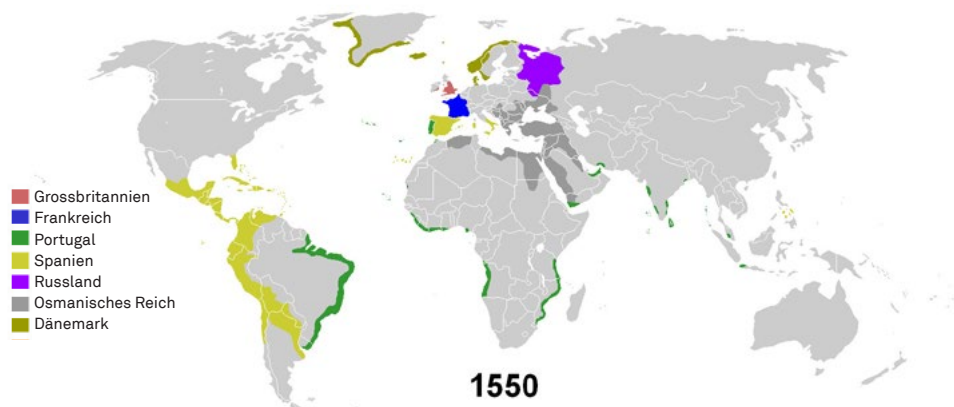 Grossbritannien
Frankreich
Portugal
Spanien
Russland
Osmanisches Reich
Dänemark
1550